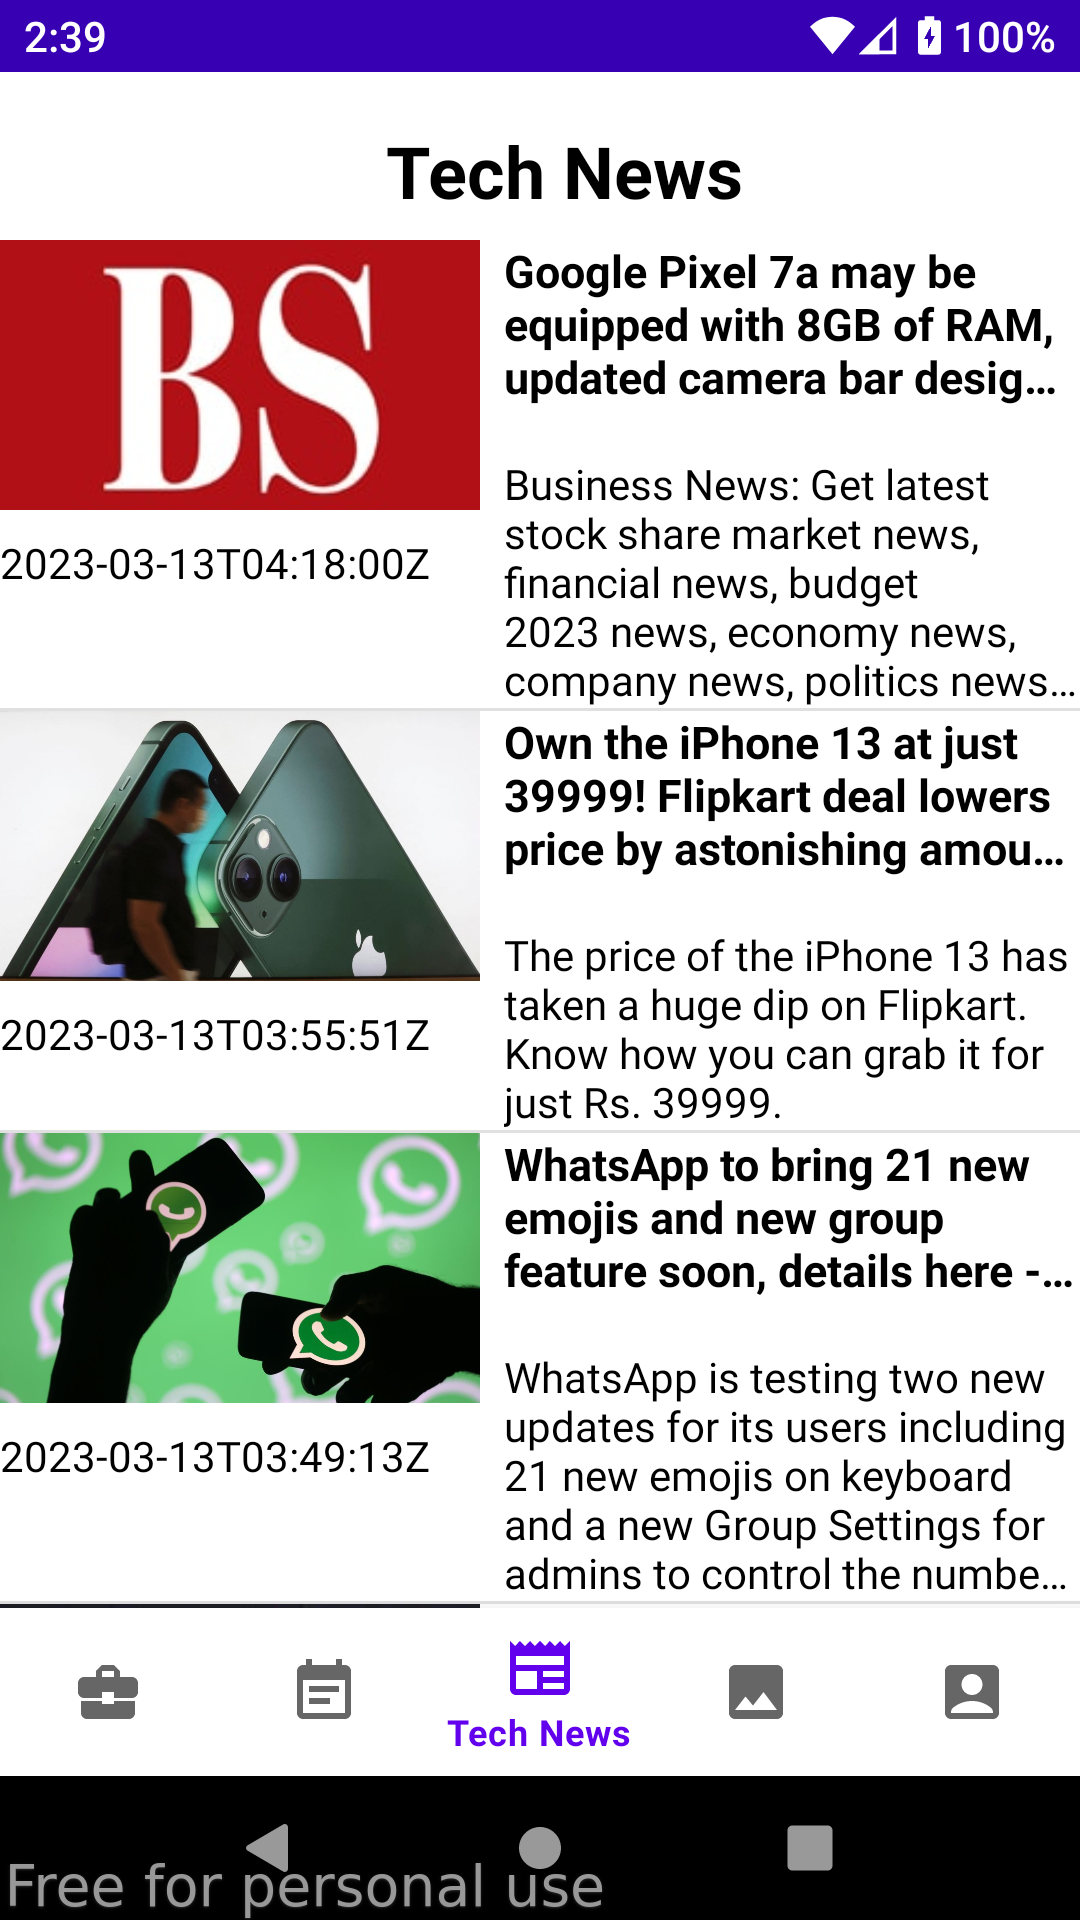 2:39
100%
Tech News
BS
Google Pixel 7a may be
equipped with 8GB of RAM,
updated camera bar desig…
Business News: Get latest
stock share market news,
financial news, budget
2023 news, economy news,
company news, politics news…
2023-03-13T04:18:00Z
Own the iPhone 13 at just
39999! Flipkart deal lowers
price by astonishing amou…
The price of the iPhone 13 has
taken a huge dip on Flipkart.
Know how you can grab it for
just Rs. 39999.
2023-03-13T03:55:51Z
WhatsApp to bring 21 new
emojis and new group
feature soon, details here -…
WhatsApp is testing two new
updates for its users including
21 new emojis on keyboard
and a new Group Settings for
admins to control the numbe…
2023-03-13T03:49:13Z
Tech News
Free for personal use